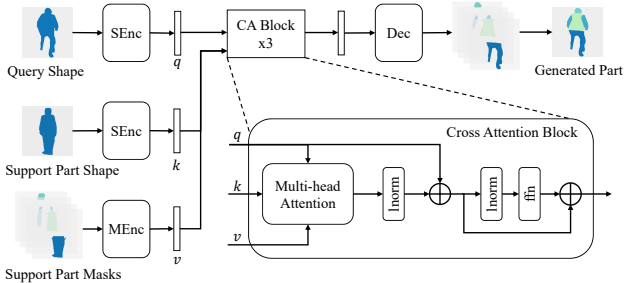 SEnc
q
CA Block
x3
Dec
Query Shape
Generated Part
SEnc
k
Support Part Shape
MEnc
v
Support Part Masks
Cross Attention Block
q
k
v
Multi-head
Attention
lnorm
lnorm
ffn